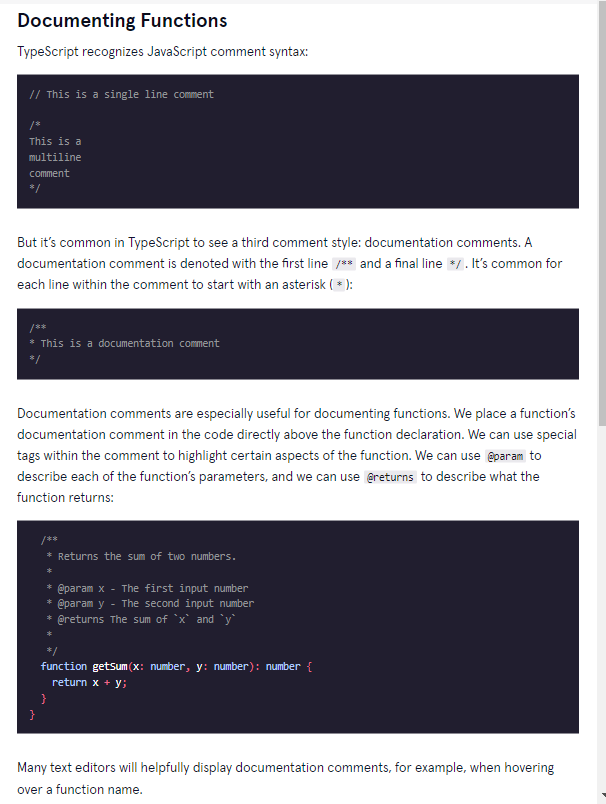 Documenting Functions
TypeScript recognizes JavaScript comment syntax:
// This is a single line comment
/*
This is a
multiline
comment
*/
But it’s common in TypeScript to see a third comment style: documentation comments. A
documentation comment is denoted with the first line /** and a final line */. It’s common for
each line within the comment to start with an asterisk (*):
/**
* This is a documentation comment
*/
Documentation comments are especially useful for documenting functions. We place a function’s
documentation comment in the code directly above the function declaration. We can use special
tags within the comment to highlight certain aspects of the function. We can use @param to
describe each of the function’s parameters, and we can use @returns to describe what the
function returns:
/**
* Returns the sum of two numbers.
*
* @param x - The first input number
* @param y - The second input number
* @returns The sum of `x` and `y`
*
*/
function getSum(x: number, y: number): number {
return x + y;
}
}
Many text editors will helpfully display documentation comments, for example, when hovering
over a function name.